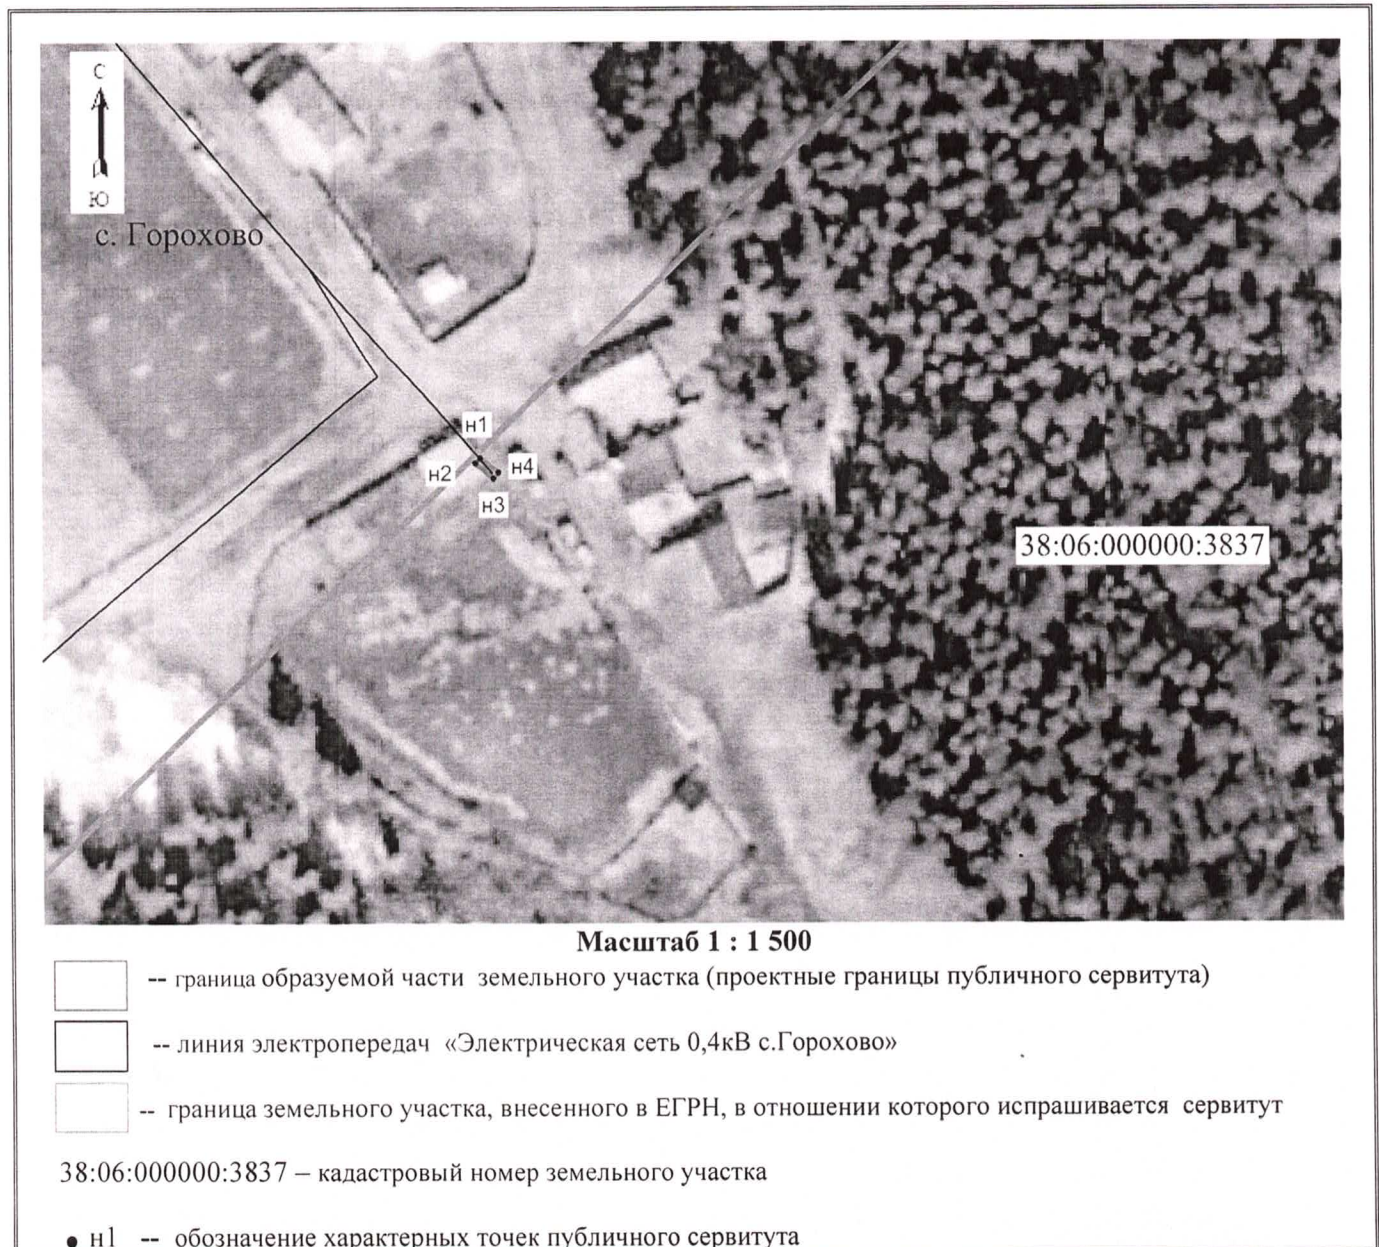 С
Ю
с. Горохово
н1
н2
н4
н3
38:06:000000:3837
Масштаб 1 : 1 500
-- граница образуемой части земельного участка (проектные границы публичного сервитута)
-- линия электропередач «Электрическая сеть 0,4кВ с.Горохово»
-- граница земельного участка, внесенного в ЕГРН, в отношении которого испрашивается сервитут
38:06:000000:3837 – кадастровый номер земельного участка
• н1 -- обозначение характерных точек публичного сервитута